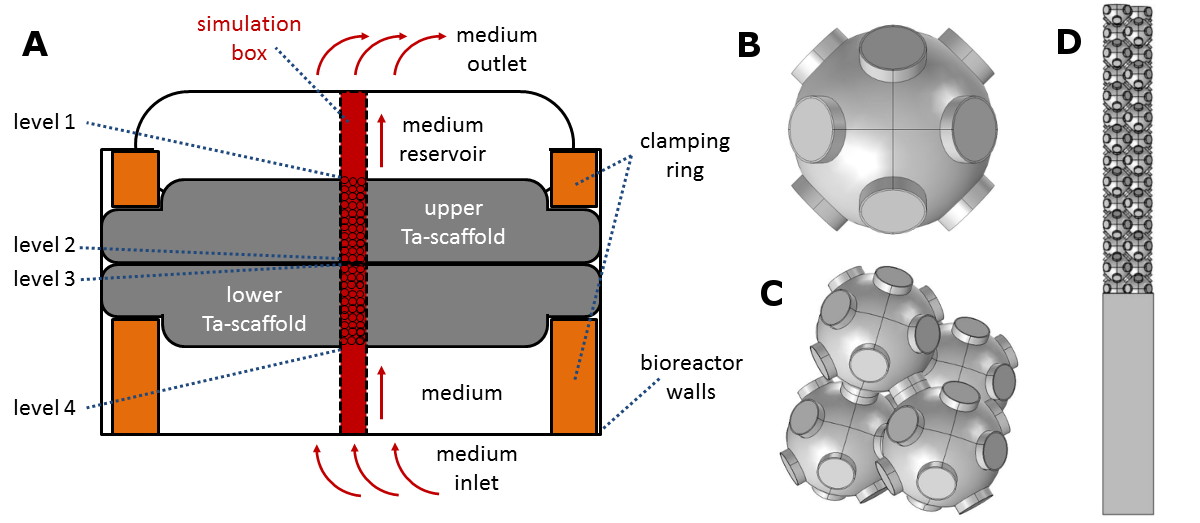 A
simulation
box
medium
outlet
level 1
medium
reservoir
clamping
ring
upper
Ta-scaffold
level 2
level 3
lower
Ta-scaffold
bioreactor
walls
level 4
medium
medium
inlet
B
C
D